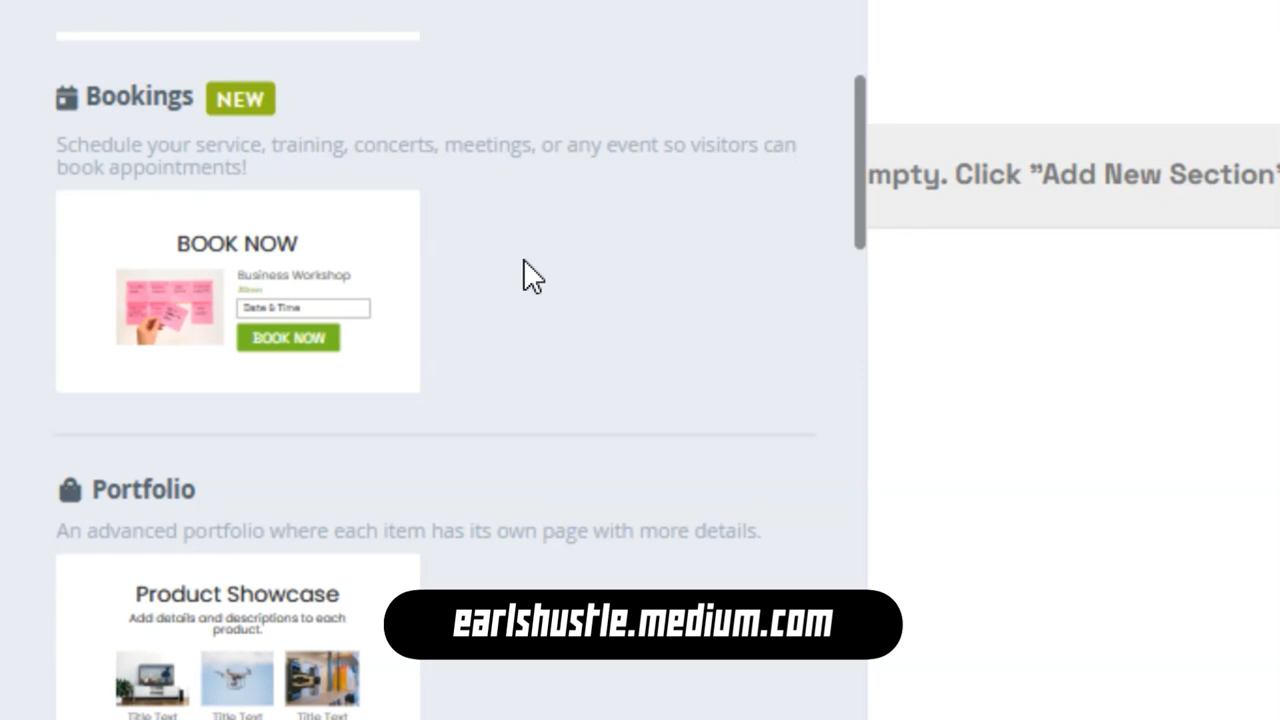 Bookings NEW
Schedule your service, training, concerts, meetings, or any event so visitors can
book appointments!
BOOK NOW
Business Workshop
Date & Time
BOOK NOW
mpty. Click "Add New Section"
Portfolio
An advanced portfolio where each item has its own page with more details.
Product Showcase
Add details and descriptions to each
product.
Title Text Title Text Title Text
earlshustle.medium.com